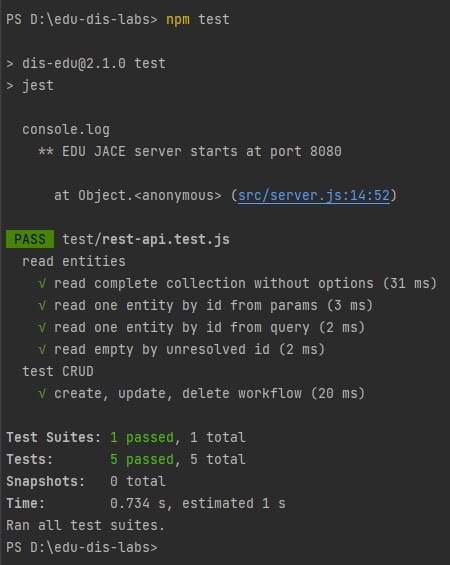 PS D:\edu-dis-labs> npm test
> dis-edu@2.1.0 test
> jest
console.log
** EDU JACE server starts at port 8080
at Object.<anonymous> (src/server.js:14:52)
PASS test/rest-api.test.js
read entities
√ read complete collection without options (31 ms)
√ read one entity by id from params (3 ms)
√ read one entity by id from query (2 ms)
√ read empty by unresolved id (2 ms)
test CRUD
√ create, update, delete workflow (20 ms)
Test Suites: 1 passed, 1 total
Tests: 5 passed, 5 total
Snapshots: 0 total
Time: 0.734 s, estimated 1 s
Ran all test suites.
PS D:\edu-dis-labs>